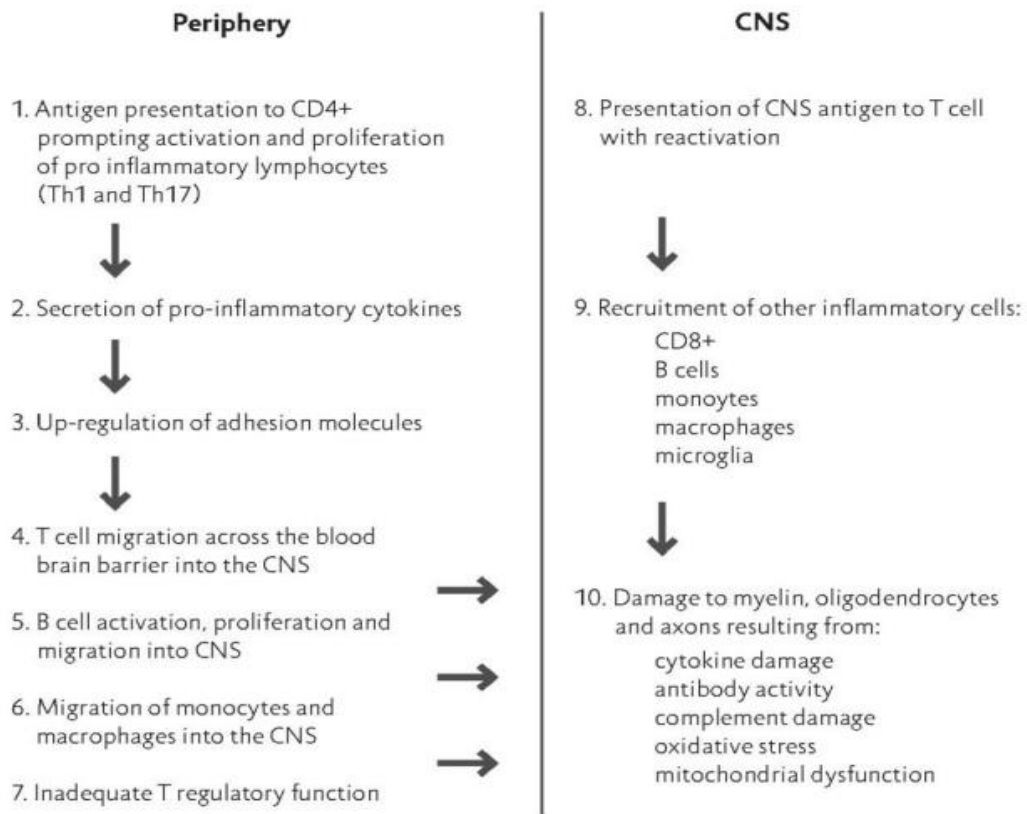 Periphery
1. Antigen presentation to CD4+
prompting activation and proliferation
of pro inflammatory lymphocytes
(Th1 and Th17)
2. Secretion of pro-inflammatory cytokines
3. Up-regulation of adhesion molecules
4. T cell migration across the blood
brain barrier into the CNS
5. B cell activation, proliferation and
migration into CNS
6. Migration of monocytes and
macrophages into the CNS
7. Inadequate T regulatory function
CNS
8. Presentation of CNS antigen to T cell
with reactivation
9. Recruitment of other inflammatory cells:
CD8+
B cells
monoytes
macrophages
microglia
10. Damage to myelin, oligodendrocytes
and axons resulting from:
cytokine damage
antibody activity
complement damage
oxidative stress
mitochondrial dysfunction